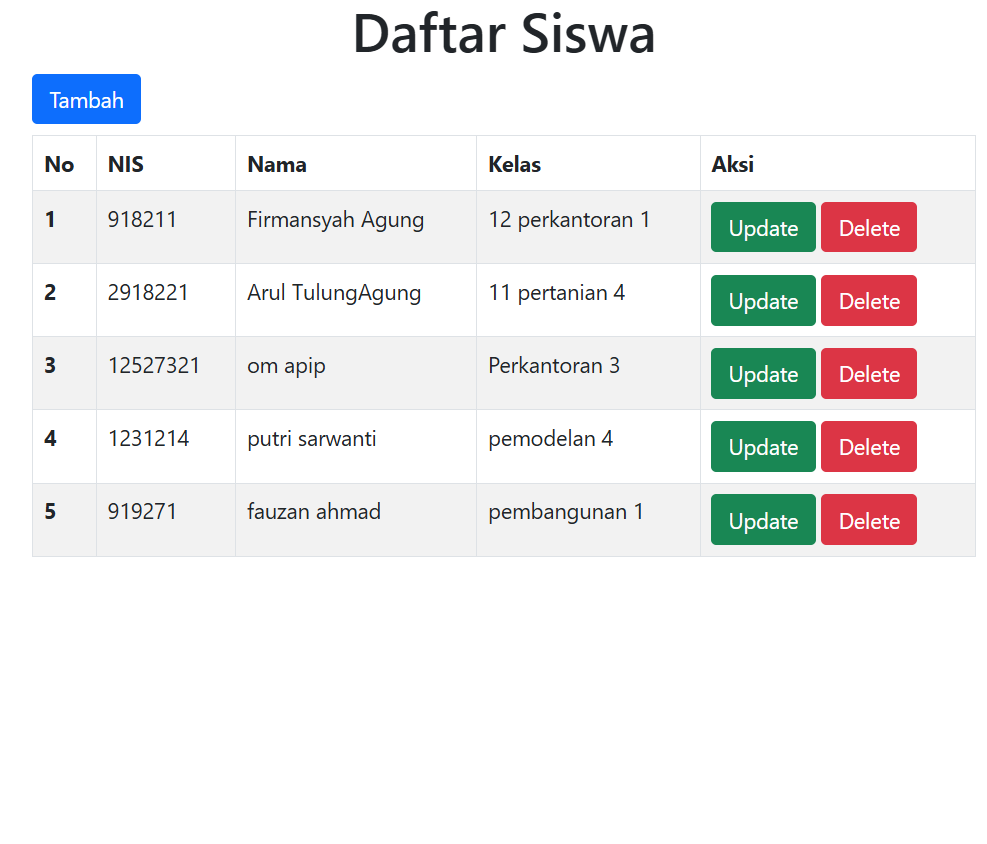 Daftar Siswa
Tambah
No NIS Nama Kelas Aksi
1 918211 Firmansyah Agung 12 perkantoran 1 Update Delete
2 2918221 Arul TulungAgung 11 pertanian 4 Update Delete
3 12527321 om apip Perkantoran 3 Update Delete
4 1231214 putri sarwanti pemodelan 4 Update Delete
5 919271 fauzan ahmad pembangunan 1 Update Delete